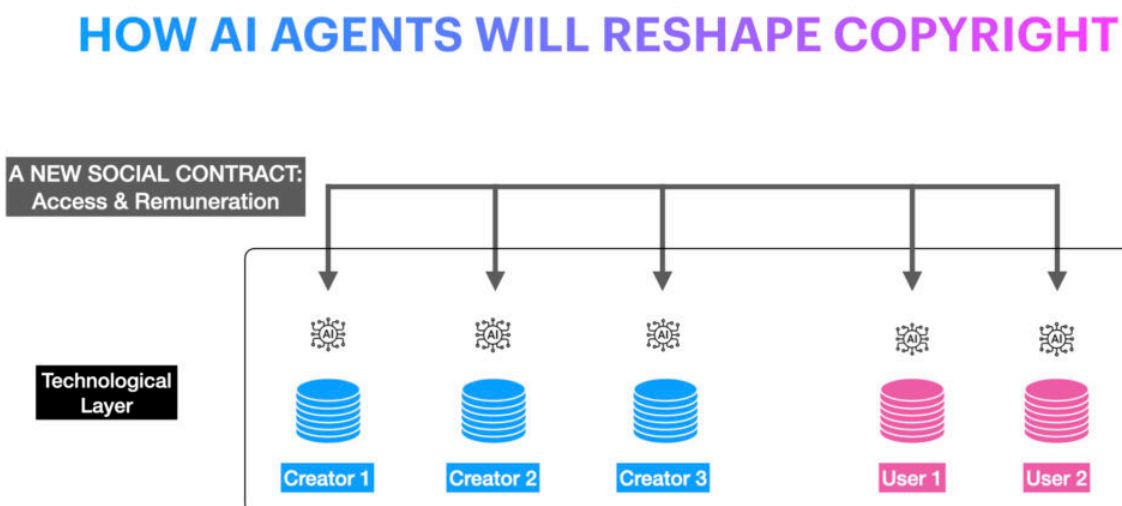 HOW AI AGENTS WILL RESHAPE COPYRIGHT
A NEW SOCIAL CONTRACT:
Access & Remuneration
AI
AI
AI
AI
AI
Technological
Layer
Creator 1
Creator 2
Creator 3
User 1
User 2